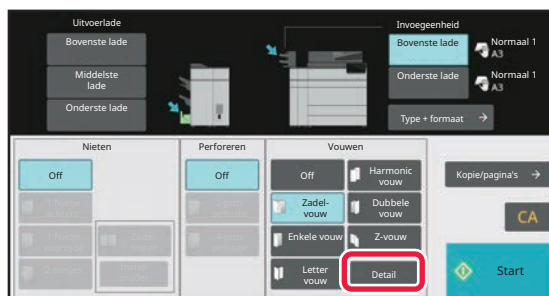 Uitvoerlade
Bovenste lade
Middelste
lade
Onderste lade
Invoegeenheid
Bovenste lade
Normaal 1
A3
Onderste lade
Normaal 1
A3
Type + formaat
Nieten
Off
Perforeren
Off
Vouwen
Off
Harmonic
vouw
Zadel-
vouw
Dubbele
vouw
Enkele vouw
Z-vouw
Letter
vouw
Detail
Kopie/pagina's
CA
Start